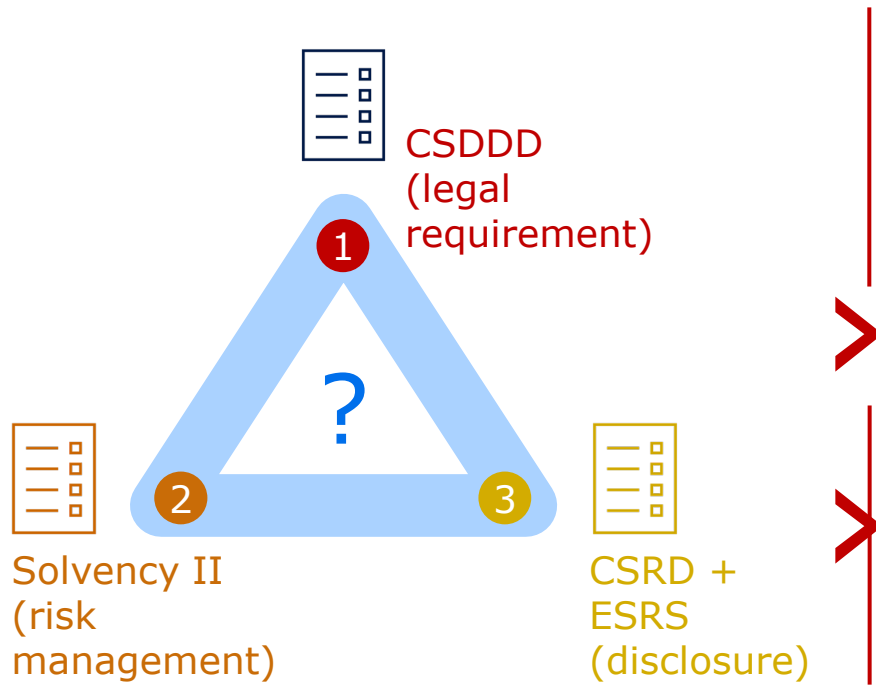 CSDDD
(legal
requirement)
1
?
2
3
Solvency II
(risk
management)
CSRD +
ESRS
(disclosure)